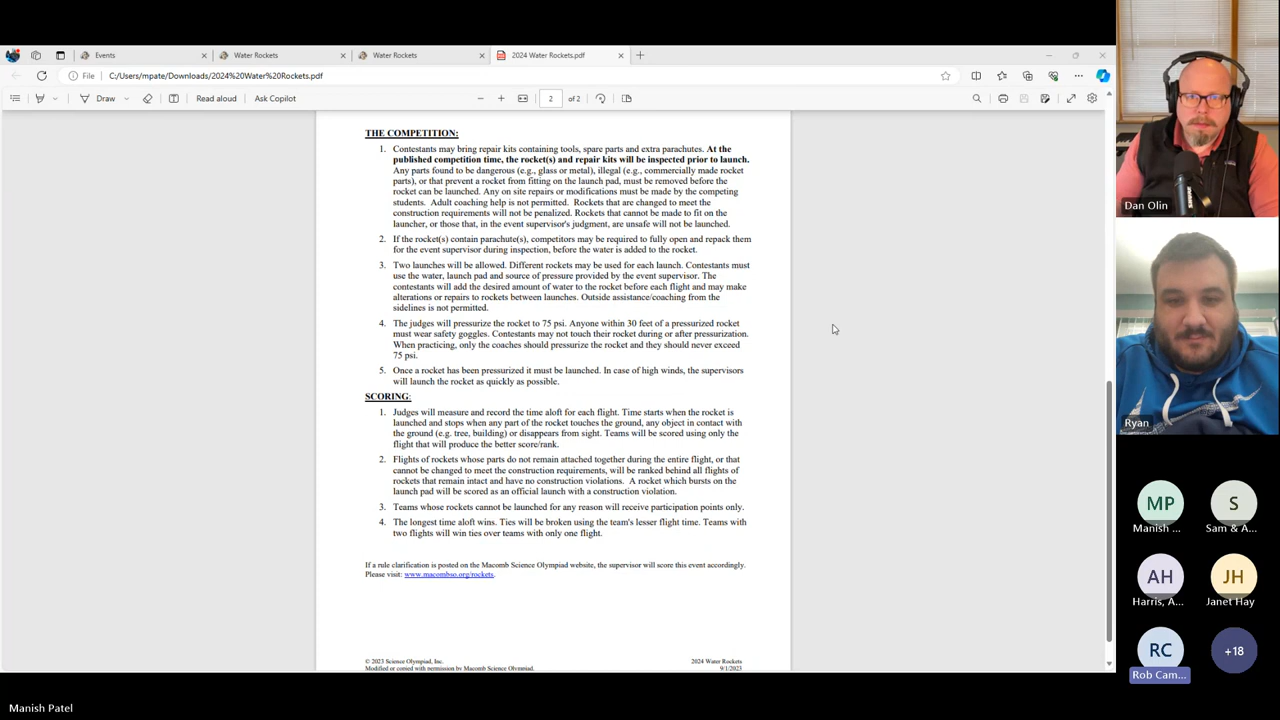 Events
Water Rockets
Water Rockets
2024 Water Rockets.pdf
File
C:/Users/mpate/Downloads/2024%20Water%20Rockets.pdf
Draw
Read aloud
Ask Copilot
2
of 2
THE COMPETITION:
1. Contestants may bring repair kits containing tools, spare parts and extra parachutes. At the
published competition time, the rocket(s) and repair kits will be inspected prior to launch.
Any parts found to be dangerous (e.g., glass or metal), illegal (e.g., commercially made rocket
parts), or that prevent a rocket from fitting on the launch pad, must be removed before the
rocket can be launched. Any on site repairs or modifications must be made by the competing
students. Adult coaching help is not permitted. Rockets that are changed to meet the
construction requirements will not be penalized. Rockets that cannot be made to fit on the
launcher, or those that, in the event supervisor's judgment, are unsafe will not be launched.
2. If the rocket(s) contain parachute(s), competitors may be required to fully open and repack them
for the event supervisor during inspection, before the water is added to the rocket.
3. Two launches will be allowed. Different rockets may be used for each launch. Contestants must
use the water, launch pad and source of pressure provided by the event supervisor. The
contestants will add the desired amount of water to the rocket before each flight and may make
alterations or repairs to rockets between launches. Outside assistance/coaching from the
sidelines is not permitted.
4. The judges will pressurize the rocket to 75 psi. Anyone within 30 feet of a pressurized rocket
must wear safety goggles. Contestants may not touch their rocket during or after pressurization.
When practicing, only the coaches should pressurize the rocket and they should never exceed
75 psi.
5. Once a rocket has been pressurized it must be launched. In case of high winds, the supervisors
will launch the rocket as quickly as possible.
SCORING:
1. Judges will measure and record the time aloft for each flight. Time starts when the rocket is
launched and stops when any part of the rocket touches the ground, any object in contact with
the ground (e.g. tree, building) or disappears from sight. Teams will be scored using only the
flight that will produce the better score/rank.
2. Flights of rockets whose parts do not remain attached together during the entire flight, or that
cannot be changed to meet the construction requirements, will be ranked behind all flights of
rockets that remain intact and have no construction violations. A rocket which bursts on the
launch pad will be scored as an official launch with a construction violation.
3. Teams whose rockets cannot be launched for any reason will receive participation points only.
4. The longest time aloft wins. Ties will be broken using the team's lesser flight time. Teams with
two flights will win ties over teams with only one flight.
If a rule clarification is posted on the Macomb Science Olympiad website, the supervisor will score this event accordingly.
Please visit: www.macombso.org/rockets.
© 2023 Science Olympiad, Inc.
2024 Water Rockets
Modified or copied with permission by Macomb Science Olympiad.
9/1/2023
Dan Olin
Ryan
MP
Manish ...
S
Sam & A...
AH
Harris, A...
JH
Janet Hay
RC
Rob Cam...
+18
Manish Patel